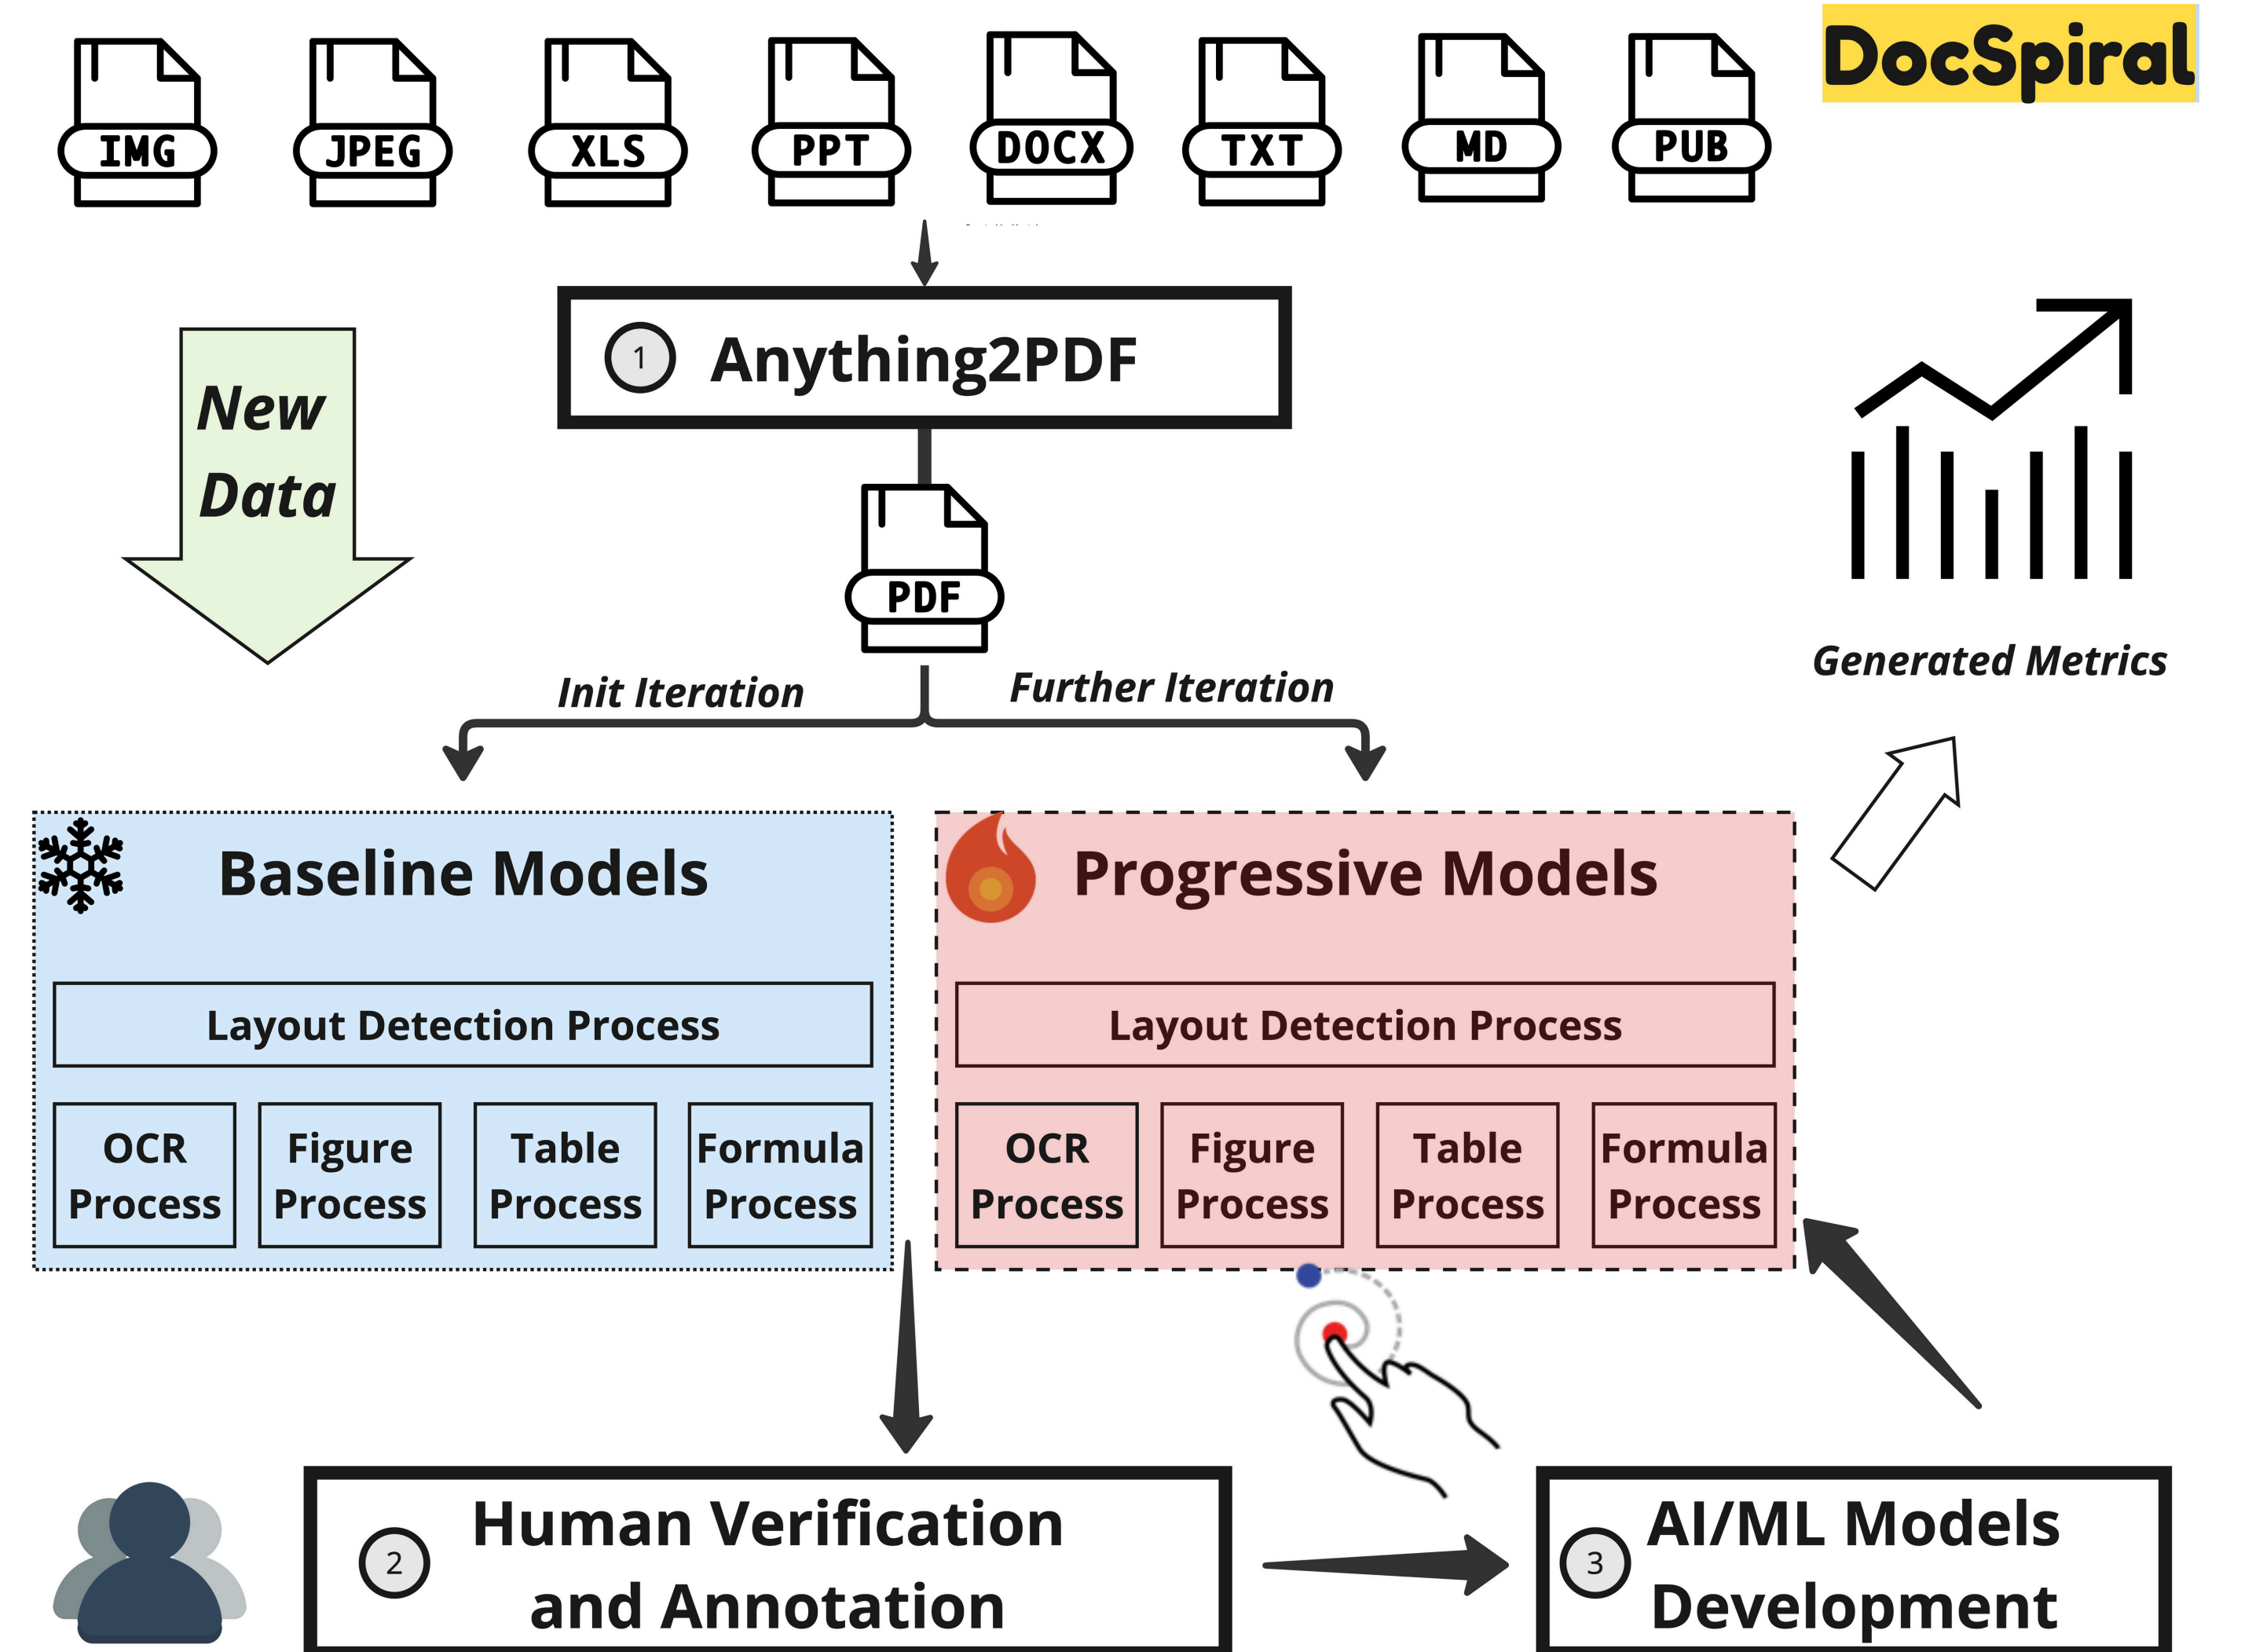 IMG
JPEG
XLS
PPT
DOCX
TXT
MD
PUB
DocSpiral
1
Anything2PDF
New
Data
PDF
Generated Metrics
Init Iteration
Further Iteration
Baseline Models
Layout Detection Process
OCR
Process
Figure
Process
Table
Process
Formula
Process
Progressive Models
Layout Detection Process
OCR
Process
Figure
Process
Table
Process
Formula
Process
2
Human Verification
and Annotation
3
AI/ML Models
Development